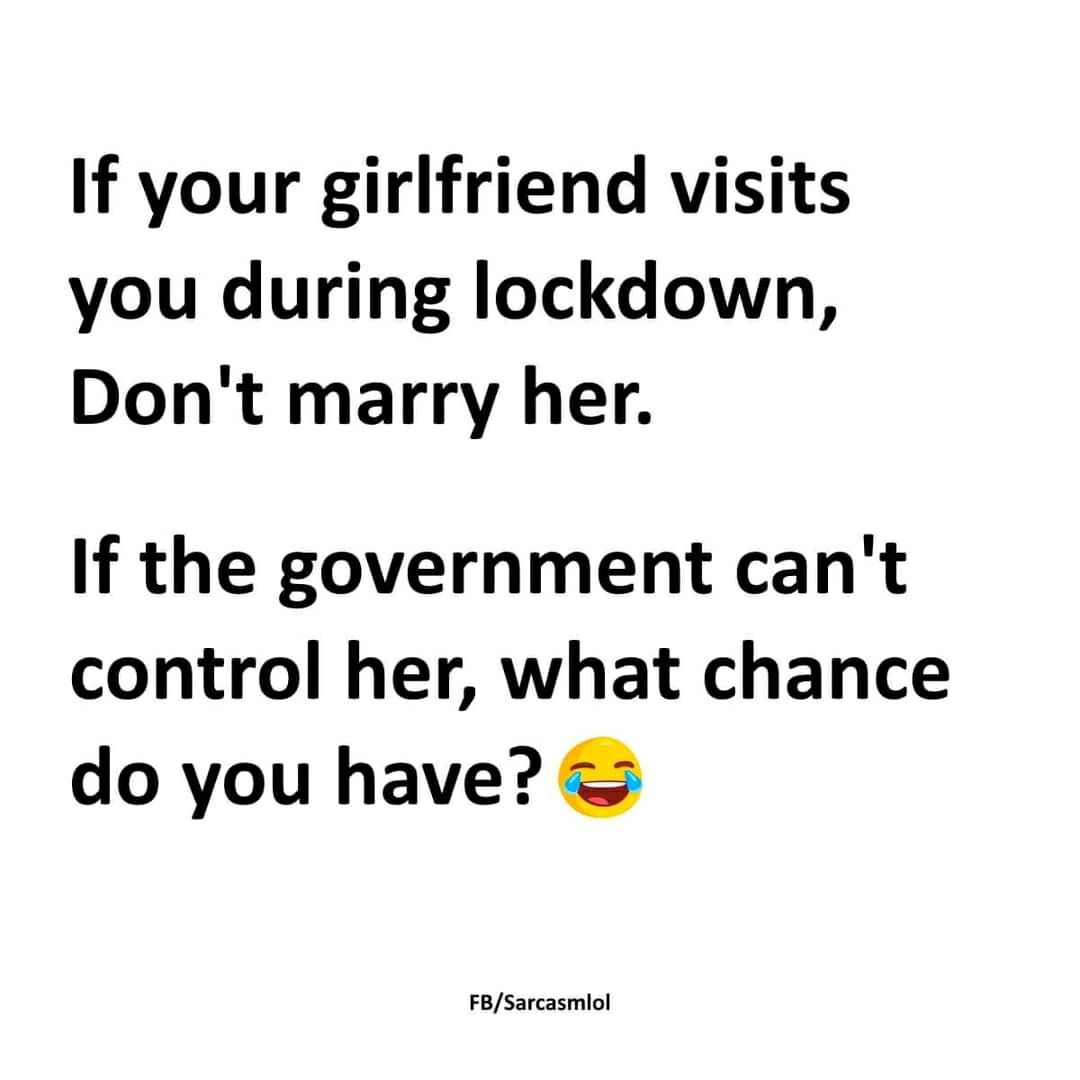 If your girlfriend visits
you during lockdown,
Don't marry her.
If the government can't
control her, what chance
do you have? 😂
FB/Sarcasmlol